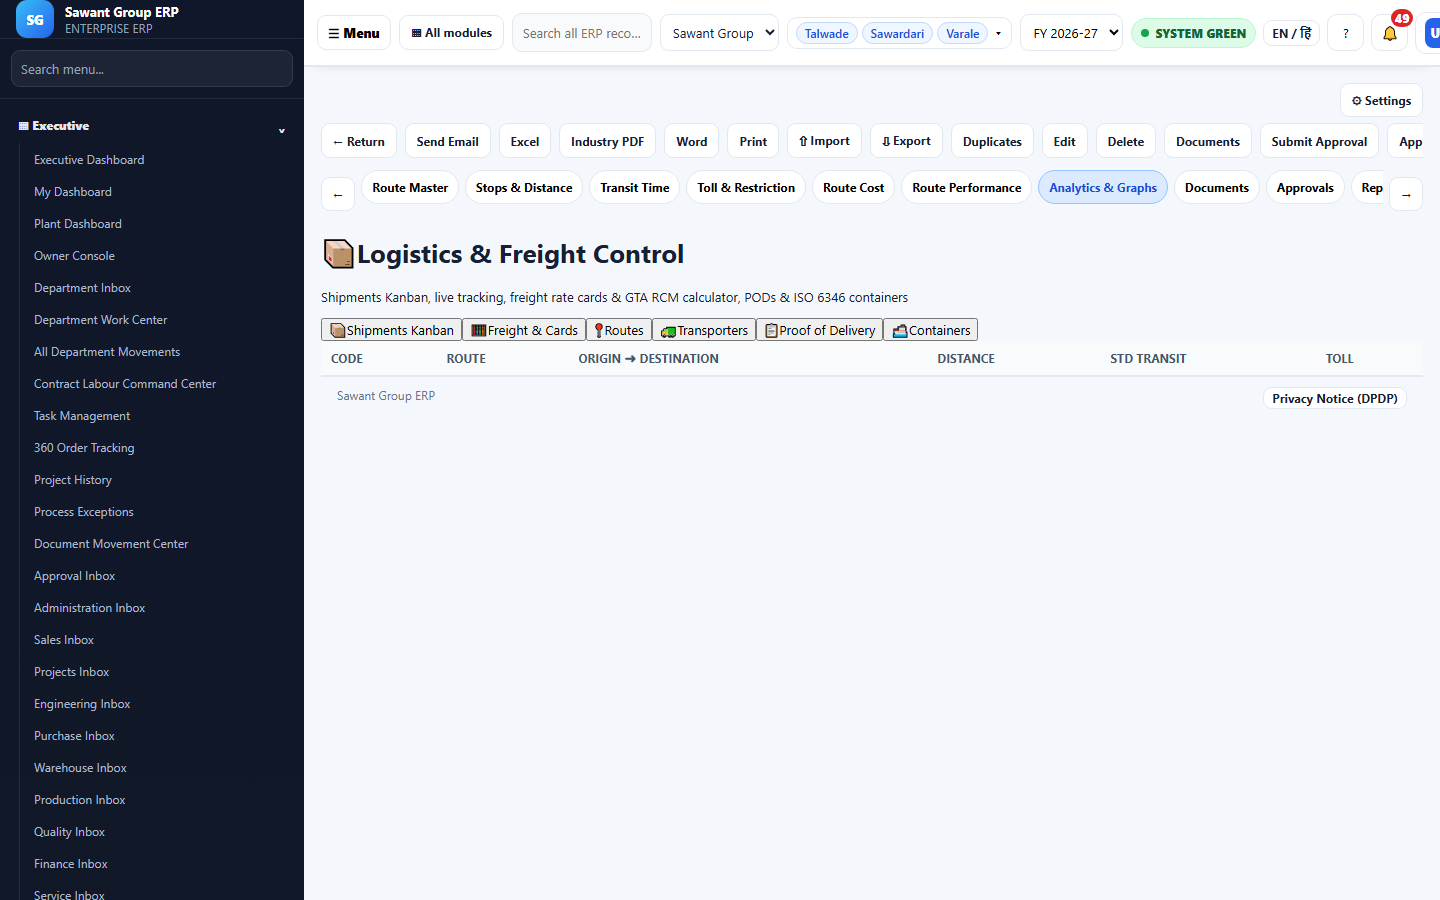 SG
Sawant Group ERP
ENTERPRISE ERP
Search menu...
Executive
Executive Dashboard
My Dashboard
Plant Dashboard
Owner Console
Department Inbox
Department Work Center
All Department Movements
Contract Labour Command Center
Task Management
360 Order Tracking
Project History
Process Exceptions
Document Movement Center
Approval Inbox
Administration Inbox
Sales Inbox
Projects Inbox
Engineering Inbox
Purchase Inbox
Warehouse Inbox
Production Inbox
Quality Inbox
Finance Inbox
Service Inbox
☰ Menu All modules Search all ERP reco... Sawant Group Talwade Sawardari Varale FY 2026-27 SYSTEM GREEN EN / हिं ? 49 U
⚙ Settings
← Return Send Email Excel Industry PDF Word Print ⇧ Import ⇩ Export Duplicates Edit Delete Documents Submit Approval App
← Route Master Stops & Distance Transit Time Toll & Restriction Route Cost Route Performance Analytics & Graphs Documents Approvals Rep →
Logistics & Freight Control
Shipments Kanban, live tracking, freight rate cards & GTA RCM calculator, PODs & ISO 6346 containers
Shipments Kanban Freight & Cards Routes Transporters Proof of Delivery Containers
CODE ROUTE ORIGIN ➔ DESTINATION DISTANCE STD TRANSIT TOLL
Sawant Group ERP Privacy Notice (DPDP)